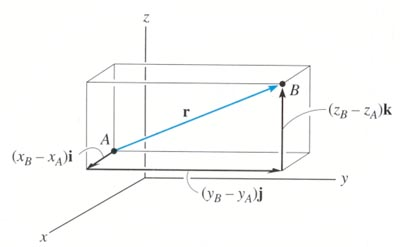 z
B
r
(z_B − z_A)k
A
(x_B − x_A)i
y
(y_B − y_A)j
x